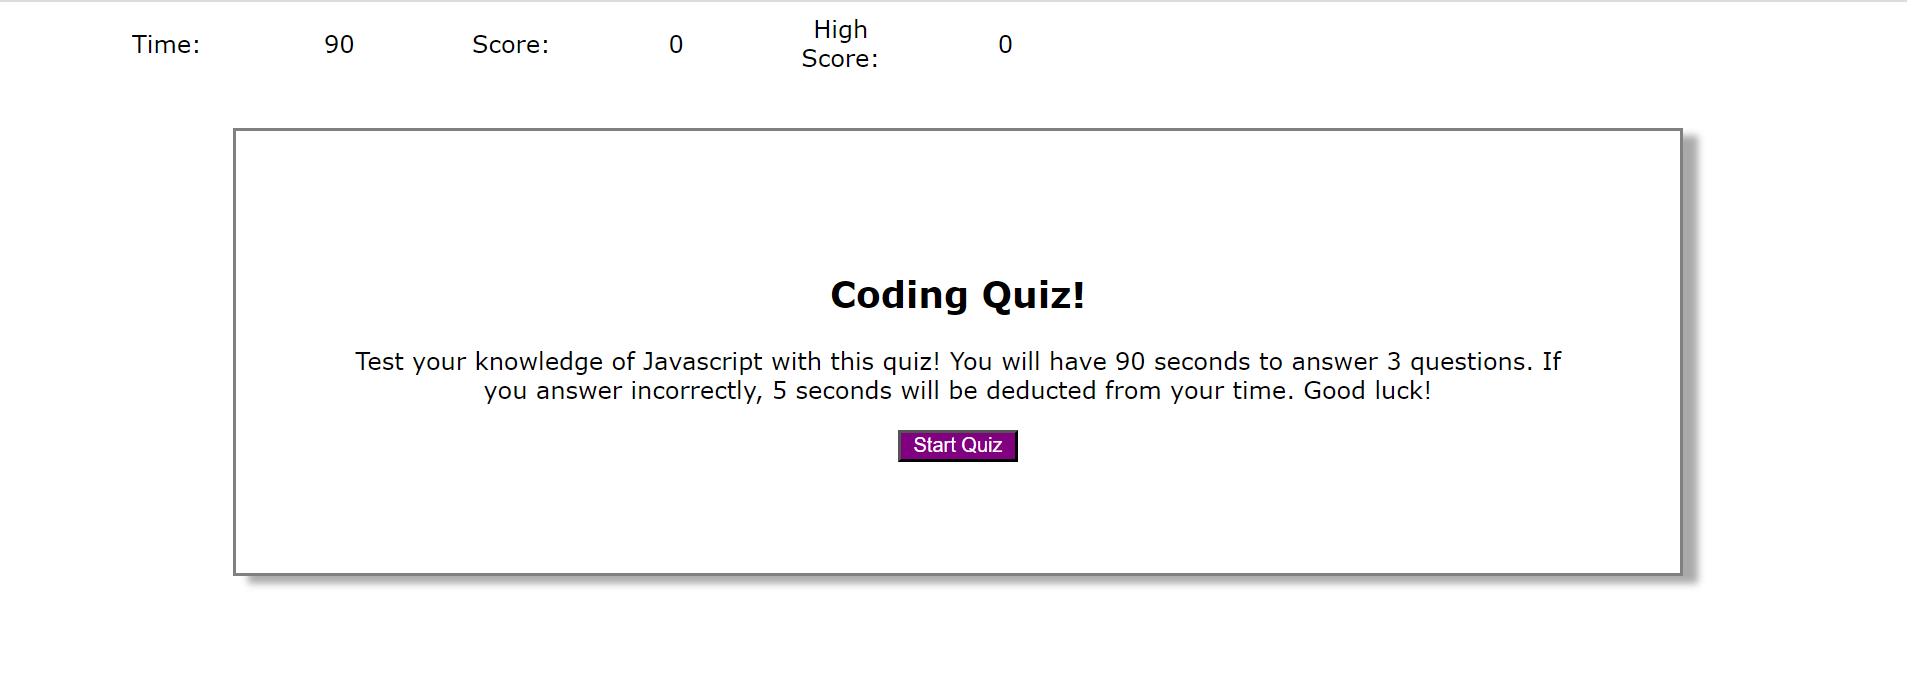 Time: 90 Score: 0 High Score: 0
Coding Quiz!
Test your knowledge of Javascript with this quiz! You will have 90 seconds to answer 3 questions. If
you answer incorrectly, 5 seconds will be deducted from your time. Good luck!
Start Quiz